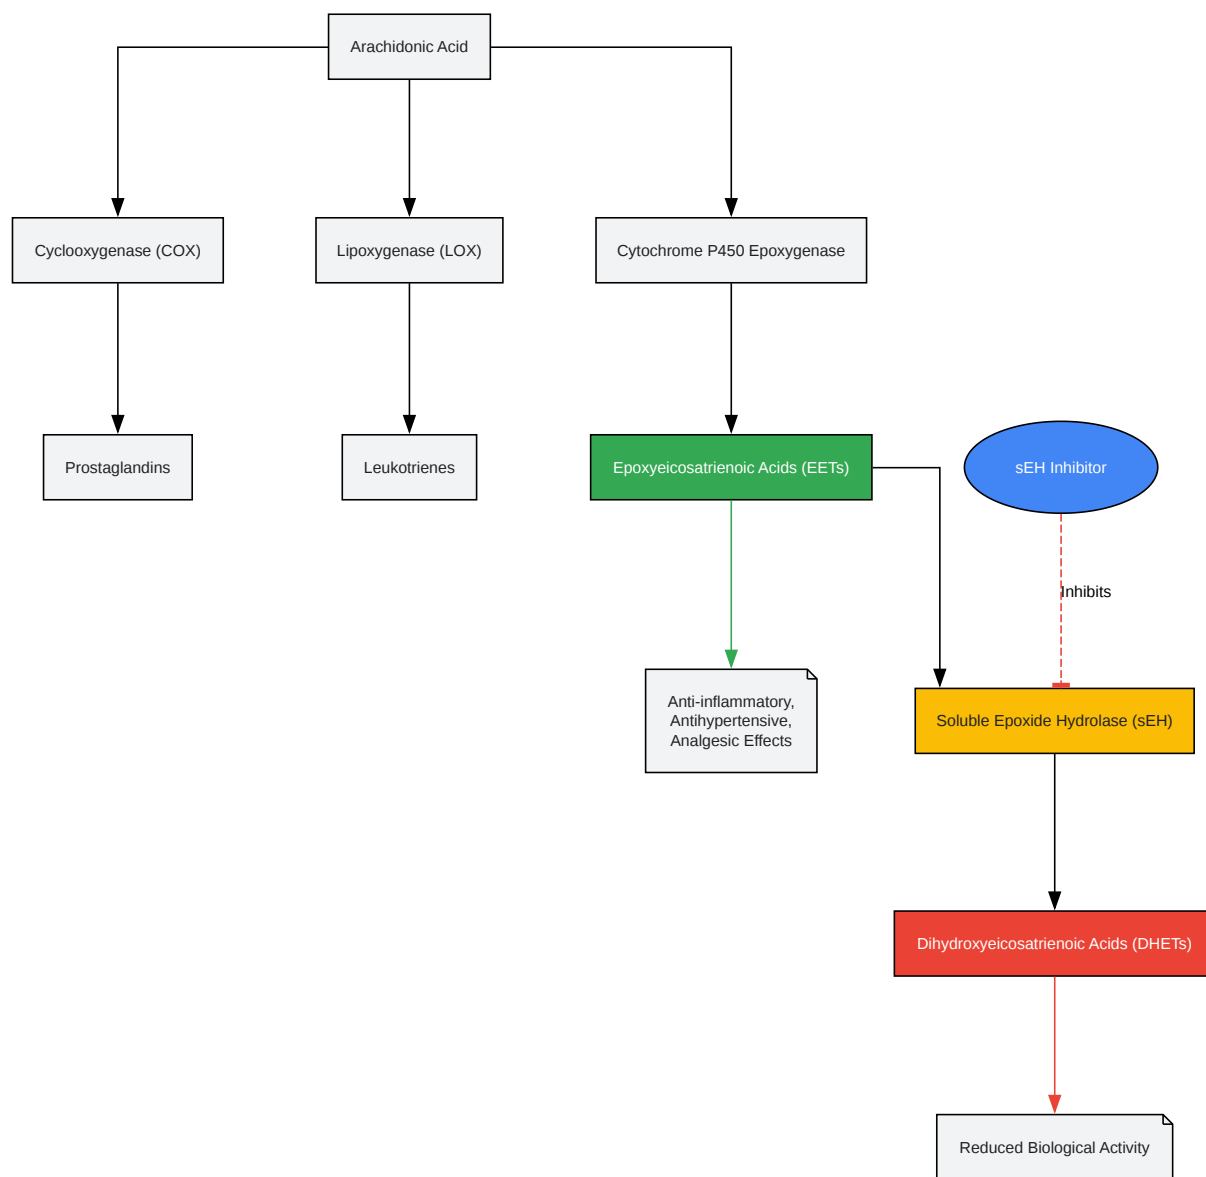 Arachidonic Acid
Cyclooxygenase (COX)
Lipoxygenase (LOX)
Cytochrome P450 Epoxygenase
Prostaglandins
Leukotrienes
Epoxyeicosatrienoic Acids (EETs)
sEH Inhibitor
Inhibits
Anti-inflammatory,
Antihypertensive,
Analgesic Effects
Soluble Epoxide Hydrolase (sEH)
Dihydroxyeicosatrienoic Acids (DHETs)
Reduced Biological Activity